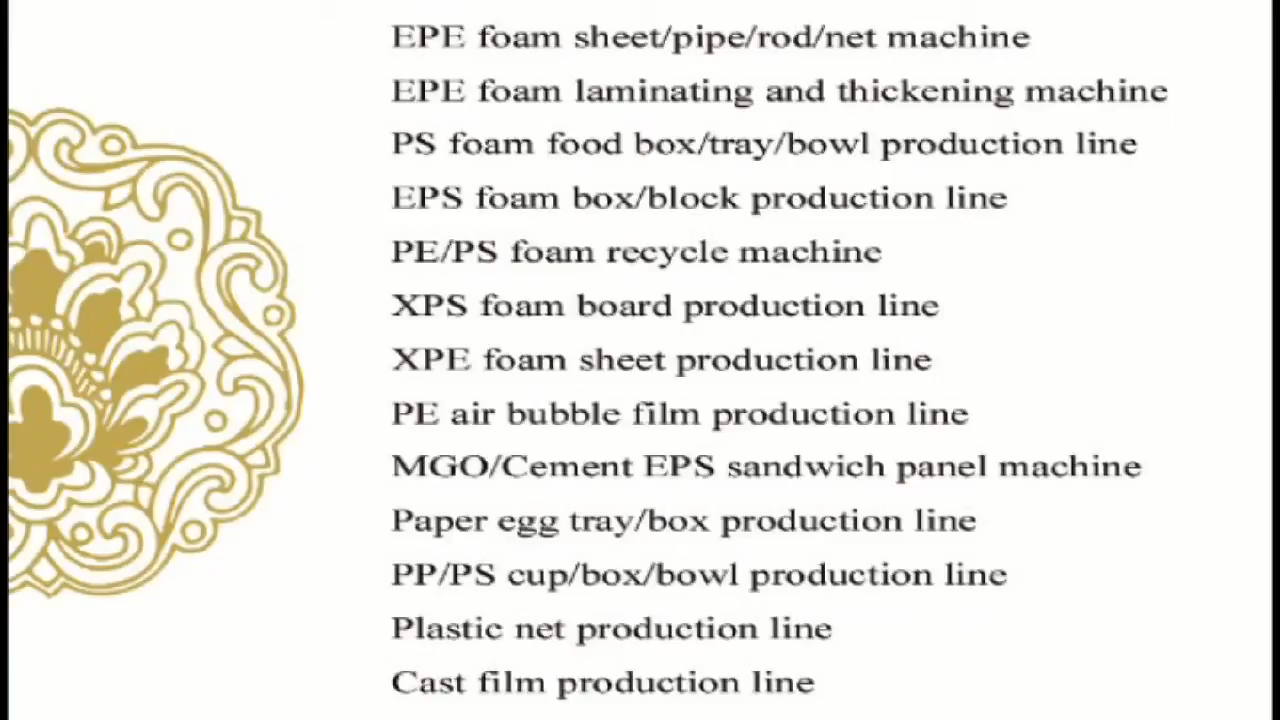 EPE foam sheet/pipe/rod/net machine
EPE foam laminating and thickening machine
PS foam food box/tray/bowl production line
EPS foam box/block production line
PE/PS foam recycle machine
XPS foam board production line
XPE foam sheet production line
PE air bubble film production line
MGO/Cement EPS sandwich panel machine
Paper egg tray/box production line
PP/PS cup/box/bowl production line
Plastic net production line
Cast film production line